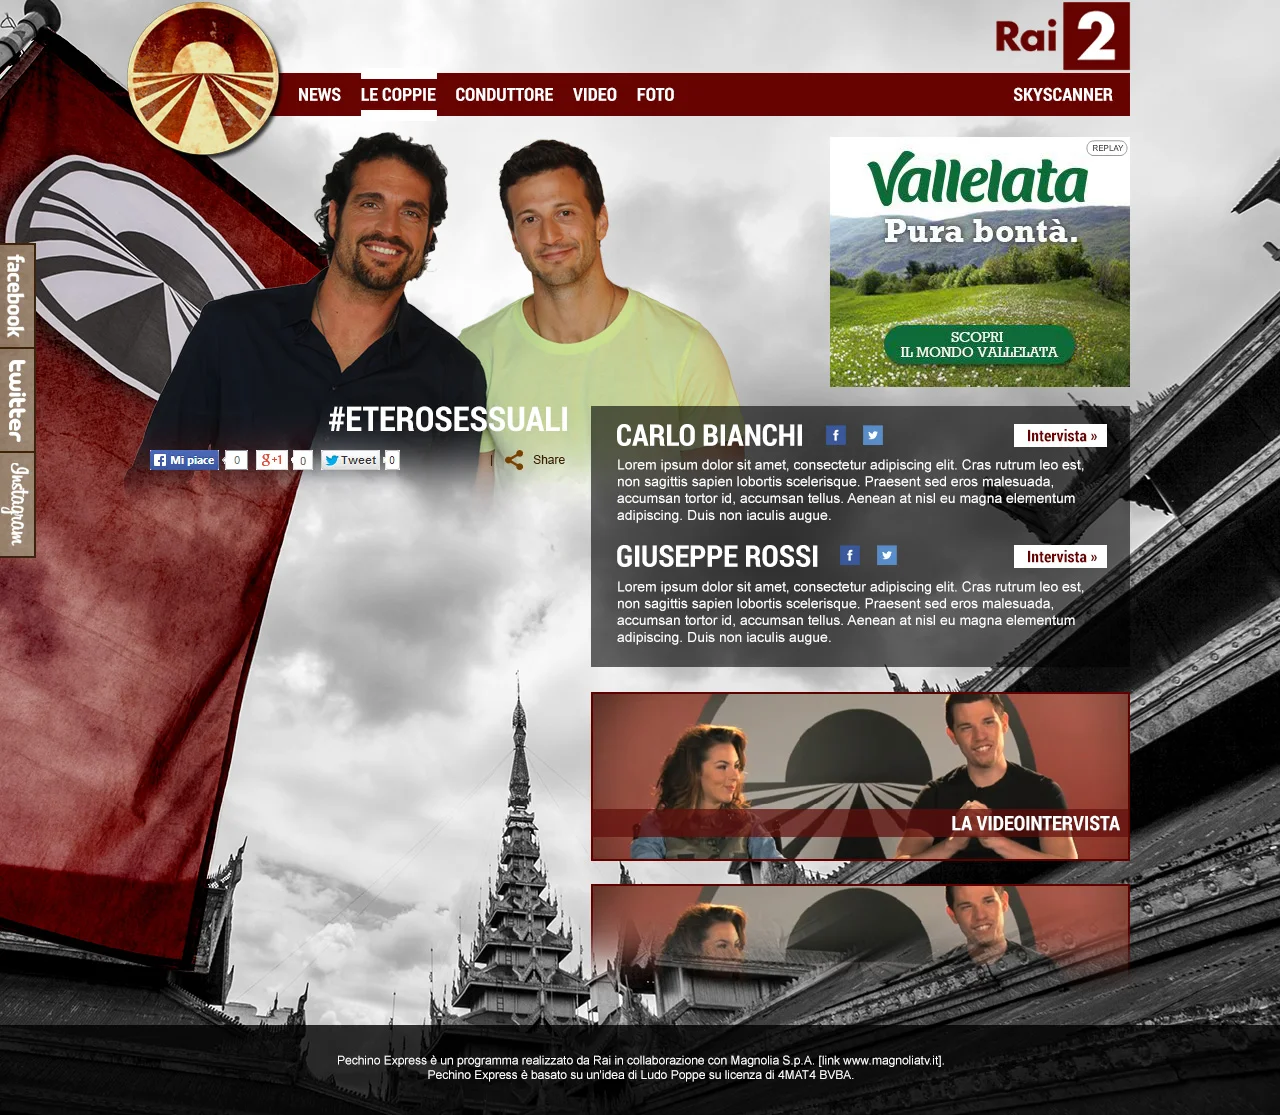 Rai 2
NEWS LE COPPIE CONDUTTORE VIDEO FOTO SKYSCANNER
REPLAY
Vallelata
Pura bontà.
SCOPRI
IL MONDO VALLELATA
facebook
twitter
Instagram
#ETEROSESSUALI
Mi piace 0 g+1 0 Tweet 0 | Share
CARLO BIANCHI Intervista »
Lorem ipsum dolor sit amet, consectetur adipiscing elit. Cras rutrum leo est,
non sagittis sapien lobortis scelerisque. Praesent sed eros malesuada,
accumsan tortor id, accumsan tellus. Aenean at nisl eu magna elementum
adipiscing. Duis non iaculis augue.
GIUSEPPE ROSSI Intervista »
Lorem ipsum dolor sit amet, consectetur adipiscing elit. Cras rutrum leo est,
non sagittis sapien lobortis scelerisque. Praesent sed eros malesuada,
accumsan tortor id, accumsan tellus. Aenean at nisl eu magna elementum
adipiscing. Duis non iaculis augue.
LA VIDEOINTERVISTA
Pechino Express è un programma realizzato da Rai in collaborazione con Magnolia S.p.A. [link www.magnoliatv.it].
Pechino Express è basato su un'idea di Ludo Poppe su licenza di 4MAT4 BVBA.